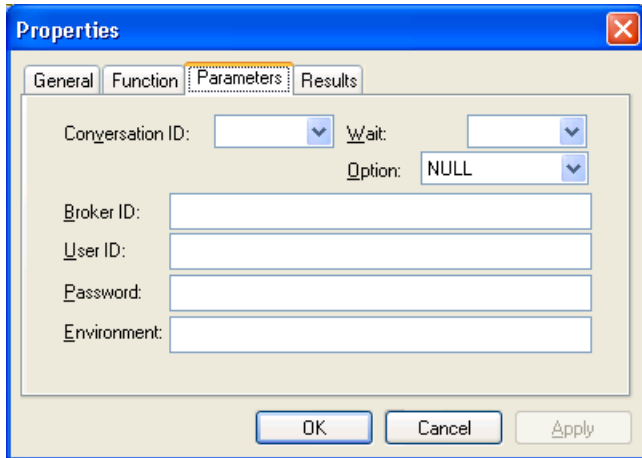 Properties
General Function Parameters Results
Conversation ID: Wait:
Option: NULL
Broker ID:
User ID:
Password:
Environment:
OK Cancel Apply